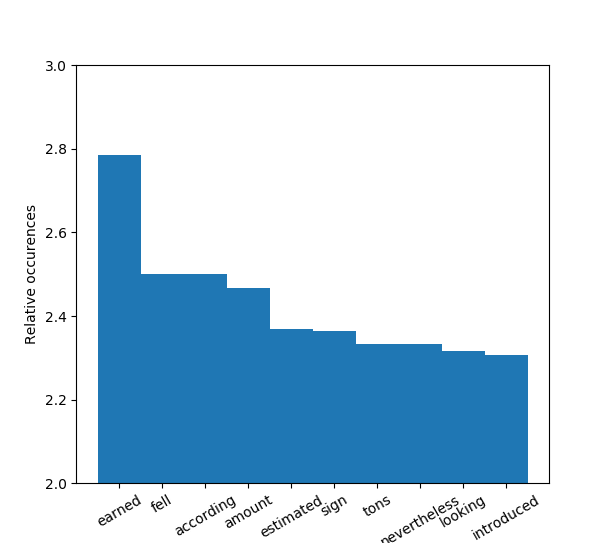 3.0
2.8
2.6
2.4
2.2
2.0
Relative occurences
earned
fell
according
amount
estimated
sign
tons
nevertheless
looking
introduced